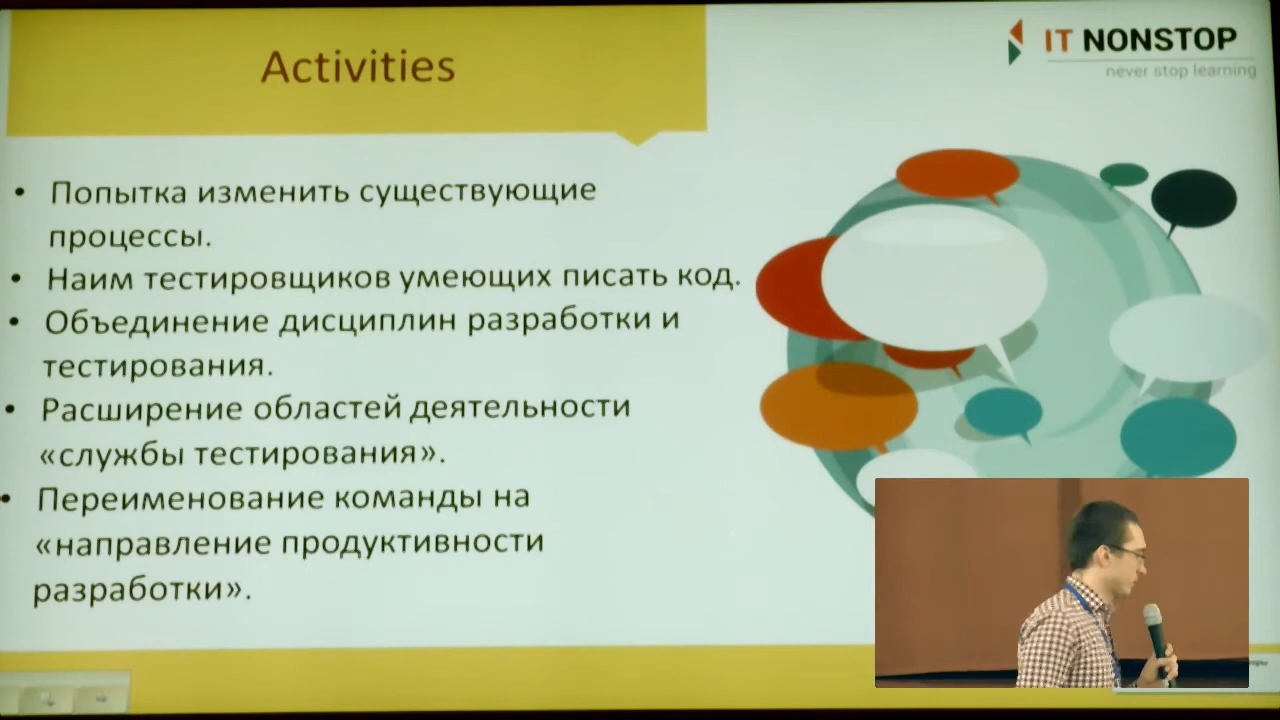 Activities
IT NONSTOP
never stop learning
• Попытка изменить существующие
процессы.
• Наим тестировщиков умеющих писать код.
• Объединение дисциплин разработки и
тестирования.
• Расширение областей деятельности
«службы тестирования».
• Переименование команды на
«направление продуктивности
разработки».